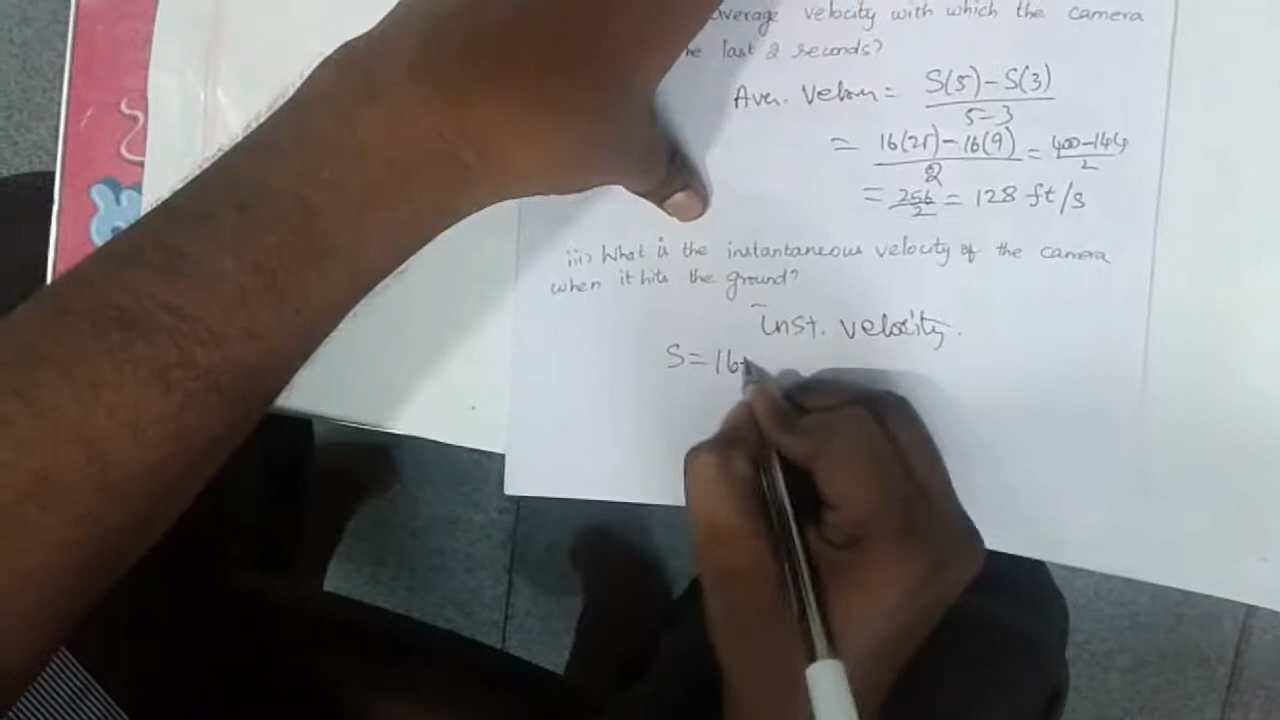 average velocity with which the camera
last 2 seconds?
Aver. Velocity = S(5)-S(3)
5-3
= 16(25)-16(9) = 400-144
2 2
= 256 = 128 ft/s
2
iii) What is the instantaneous velocity of the camera
when it hits the ground?
inst. velocity.
S=16